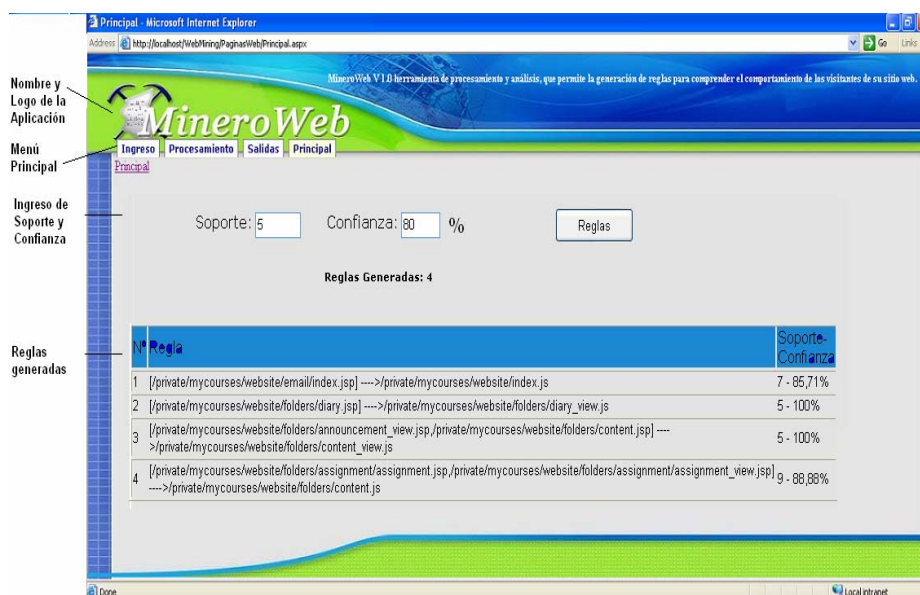 Principal - Microsoft Internet Explorer
Address http://localhost/WebMining/PaginasWeb/Principal.aspx Go Links
MineroWeb V1.0 herramienta de procesamiento y análisis, que permite la generación de reglas para comprender el comportamiento de los visitantes de su sitio web.
Nombre y
Logo de la
Aplicación
MineroWeb
Menú
Principal
Ingreso Procesamiento Salidas Principal
Principal
Ingreso de
Soporte y
Confianza
Soporte: 5 Confianza: 80 % Reglas
Reglas Generadas: 4
Reglas
generadas
Nº Regla Soporte-
Confianza
1 [/private/mycourses/website/email/index.jsp] ---->/private/mycourses/website/index.js 7 - 85,71%
2 [/private/mycourses/website/folders/diary.jsp] ---->/private/mycourses/website/folders/diary_view.js 5 - 100%
3 [/private/mycourses/website/folders/announcement_view.jsp,/private/mycourses/website/folders/content.jsp] ----
>/private/mycourses/website/folders/content_view.js 5 - 100%
4 [/private/mycourses/website/folders/assignment/assignment.jsp,/private/mycourses/website/folders/assignment/assignment_view.jsp]
---->/private/mycourses/website/folders/content.js 9 - 88,88%
Done Local intranet